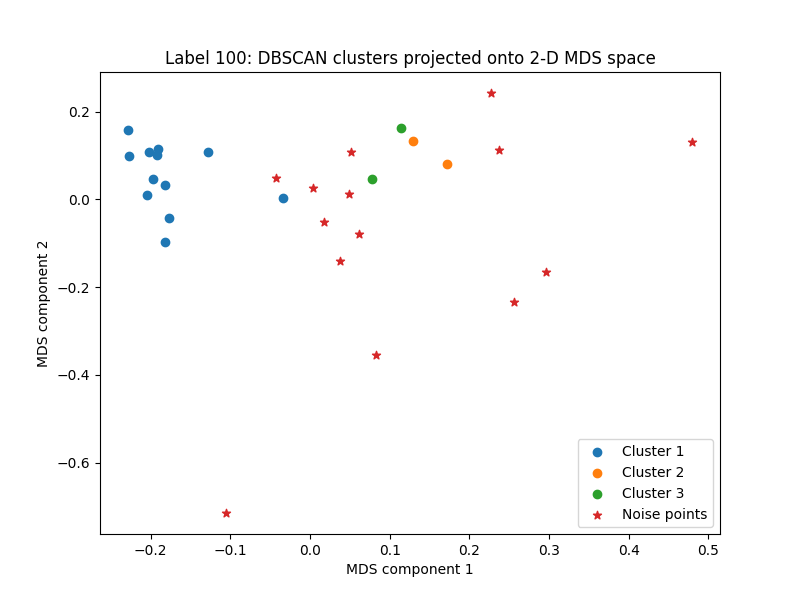 Label 100: DBSCAN clusters projected onto 2-D MDS space
MDS component 2
0.2
0.0
−0.2
−0.4
−0.6
−0.2
−0.1
0.0
0.1
0.2
0.3
0.4
0.5
MDS component 1
Cluster 1
Cluster 2
Cluster 3
Noise points